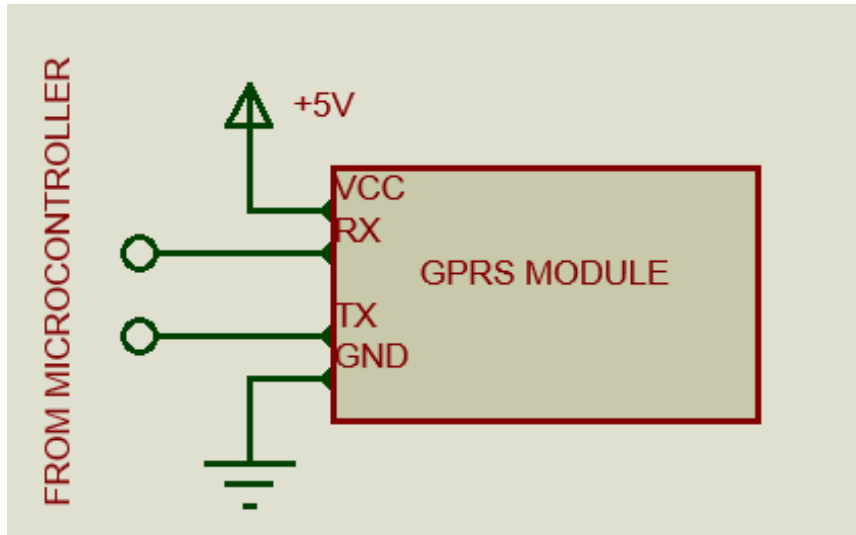 FROM MICROCONTROLLER
+5V
VCC
RX
GPRS MODULE
TX
GND